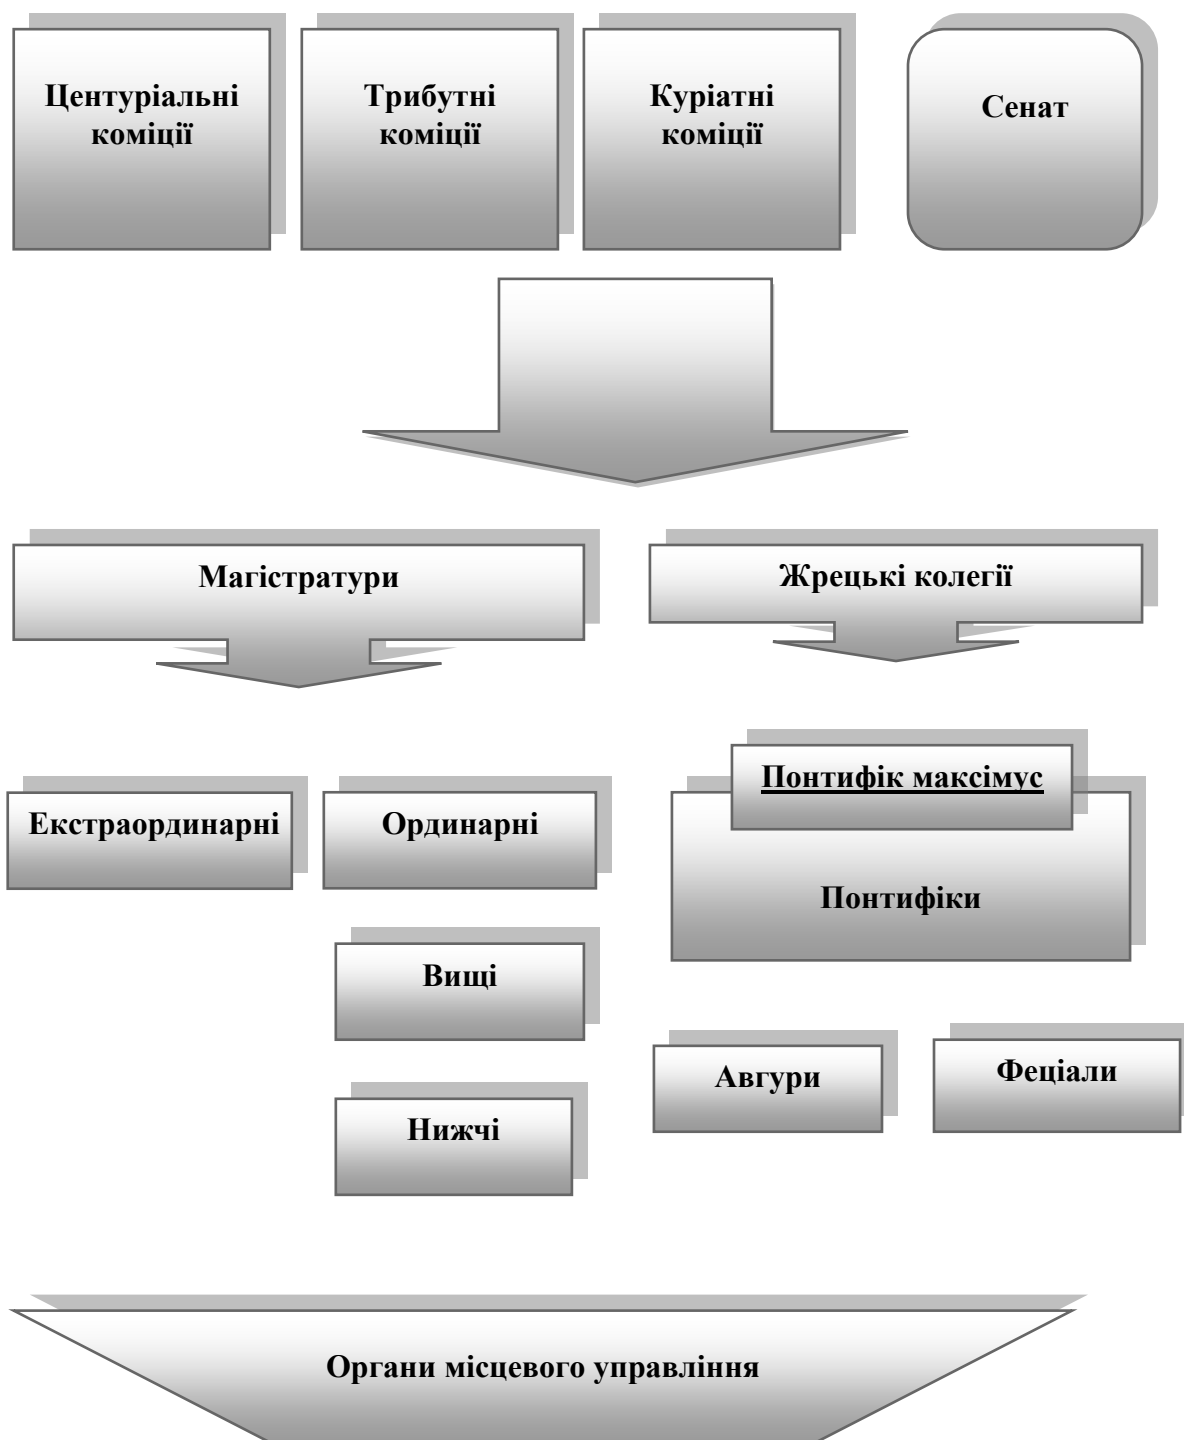 Центуріальні
коміції
Трибутні
коміції
Куріатні
коміції
Сенат
Магістратури
Жрецькі колегії
Екстраординарні
Ординарні
Вищі
Нижчі
Понтифік максімус
Понтифіки
Авгури
Феціали
Органи місцевого управління